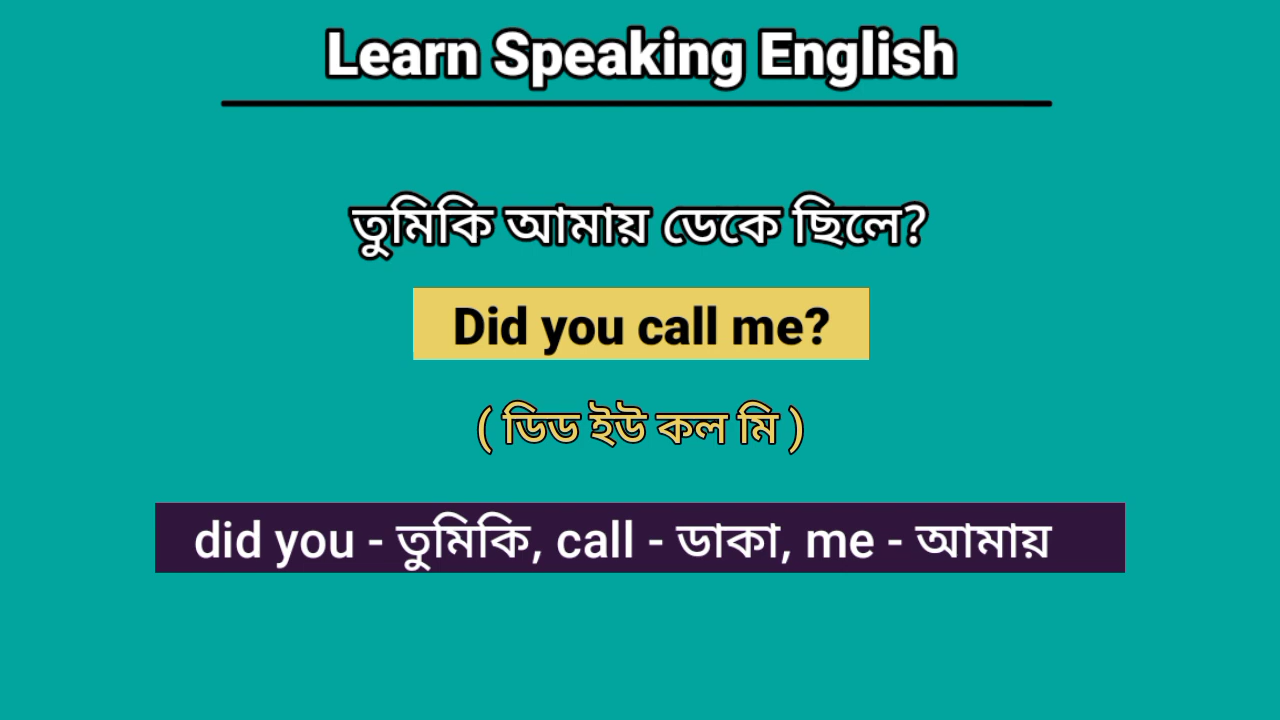 Learn Speaking English
তুমিকি আমায় ডেকে ছিলে?
Did you call me?
( ডিড ইউ কল মি )
did you - তুমিকি, call - ডাকা, me - আমায়